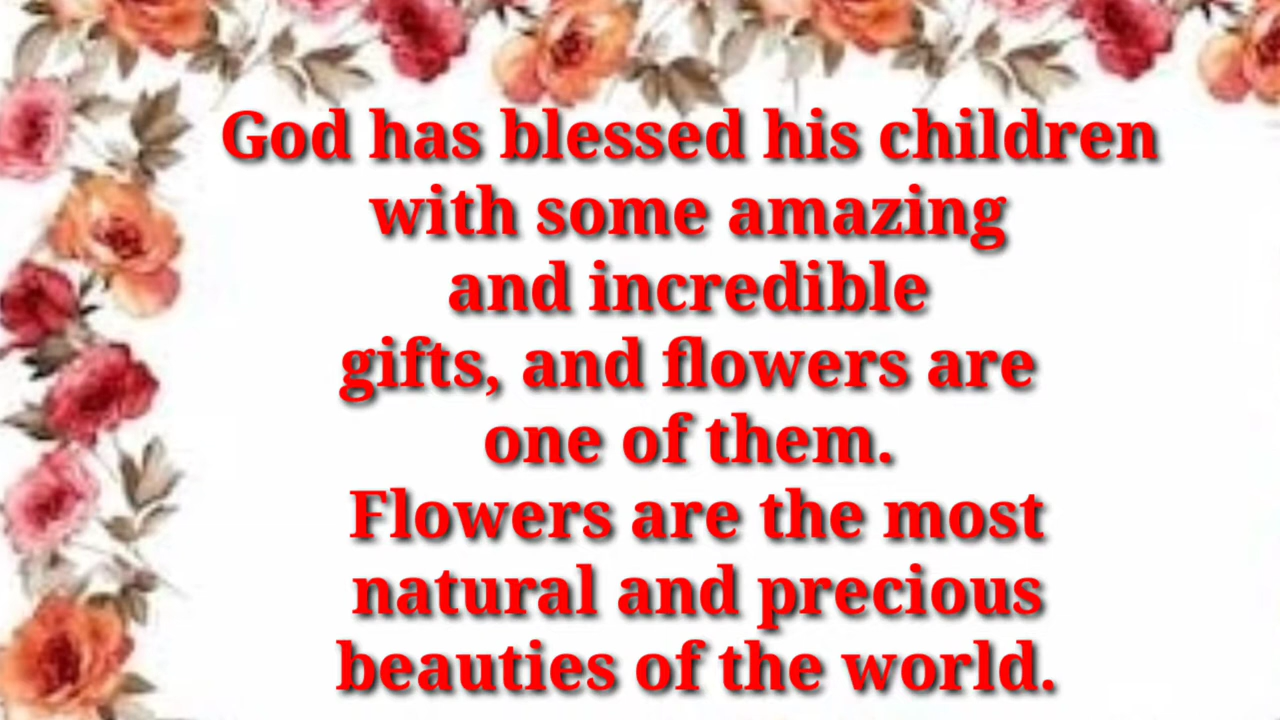 God has blessed his children
with some amazing
and incredible
gifts, and flowers are
one of them.
Flowers are the most
natural and precious
beauties of the world.